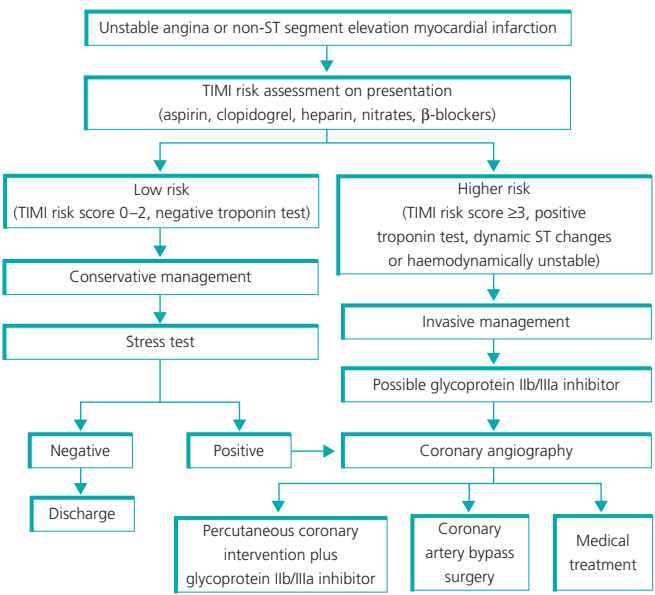 Unstable angina or non-ST segment elevation myocardial infarction
TIMI risk assessment on presentation
(aspirin, clopidogrel, heparin, nitrates, β-blockers)
Low risk
(TIMI risk score 0–2, negative troponin test)
Higher risk
(TIMI risk score ≥3, positive
troponin test, dynamic ST changes
or haemodynamically unstable)
Conservative management
Invasive management
Stress test
Possible glycoprotein IIb/IIIa inhibitor
Negative
Positive
Coronary angiography
Discharge
Percutaneous coronary
intervention plus
glycoprotein IIb/IIIa inhibitor
Coronary
artery bypass
surgery
Medical
treatment